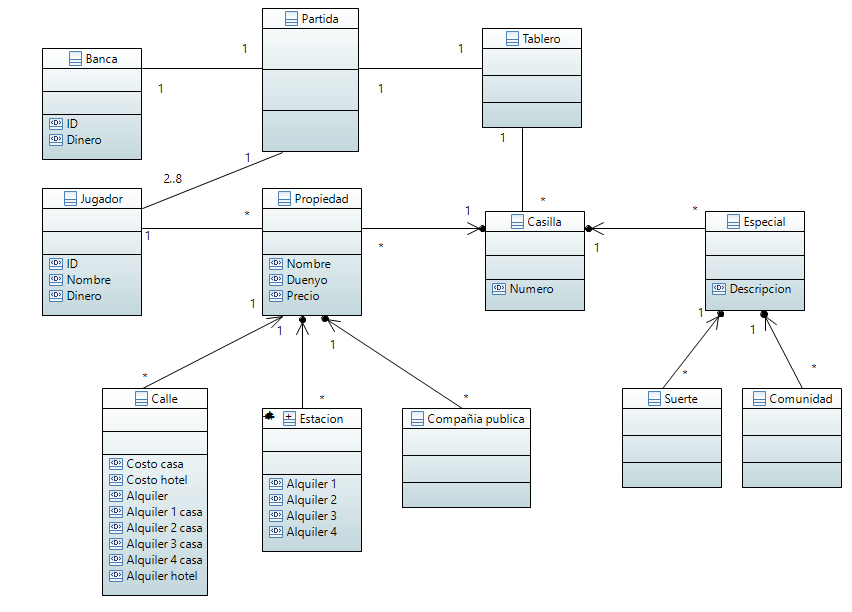 Partida
Banca
ID
Dinero
Tablero
1
1
1
1
1
2..8
1
*
Jugador
ID
Nombre
Dinero
1
*
Propiedad
Nombre
Duenyo
Precio
1
*
Casilla
Numero
*
1
Especial
Descripcion
1
*
Calle
Costo casa
Costo hotel
Alquiler
Alquiler 1 casa
Alquiler 2 casa
Alquiler 3 casa
Alquiler 4 casa
Alquiler hotel
1
*
Estacion
Alquiler 1
Alquiler 2
Alquiler 3
Alquiler 4
1
*
Compañia publica
1
*
Suerte
1
*
Comunidad